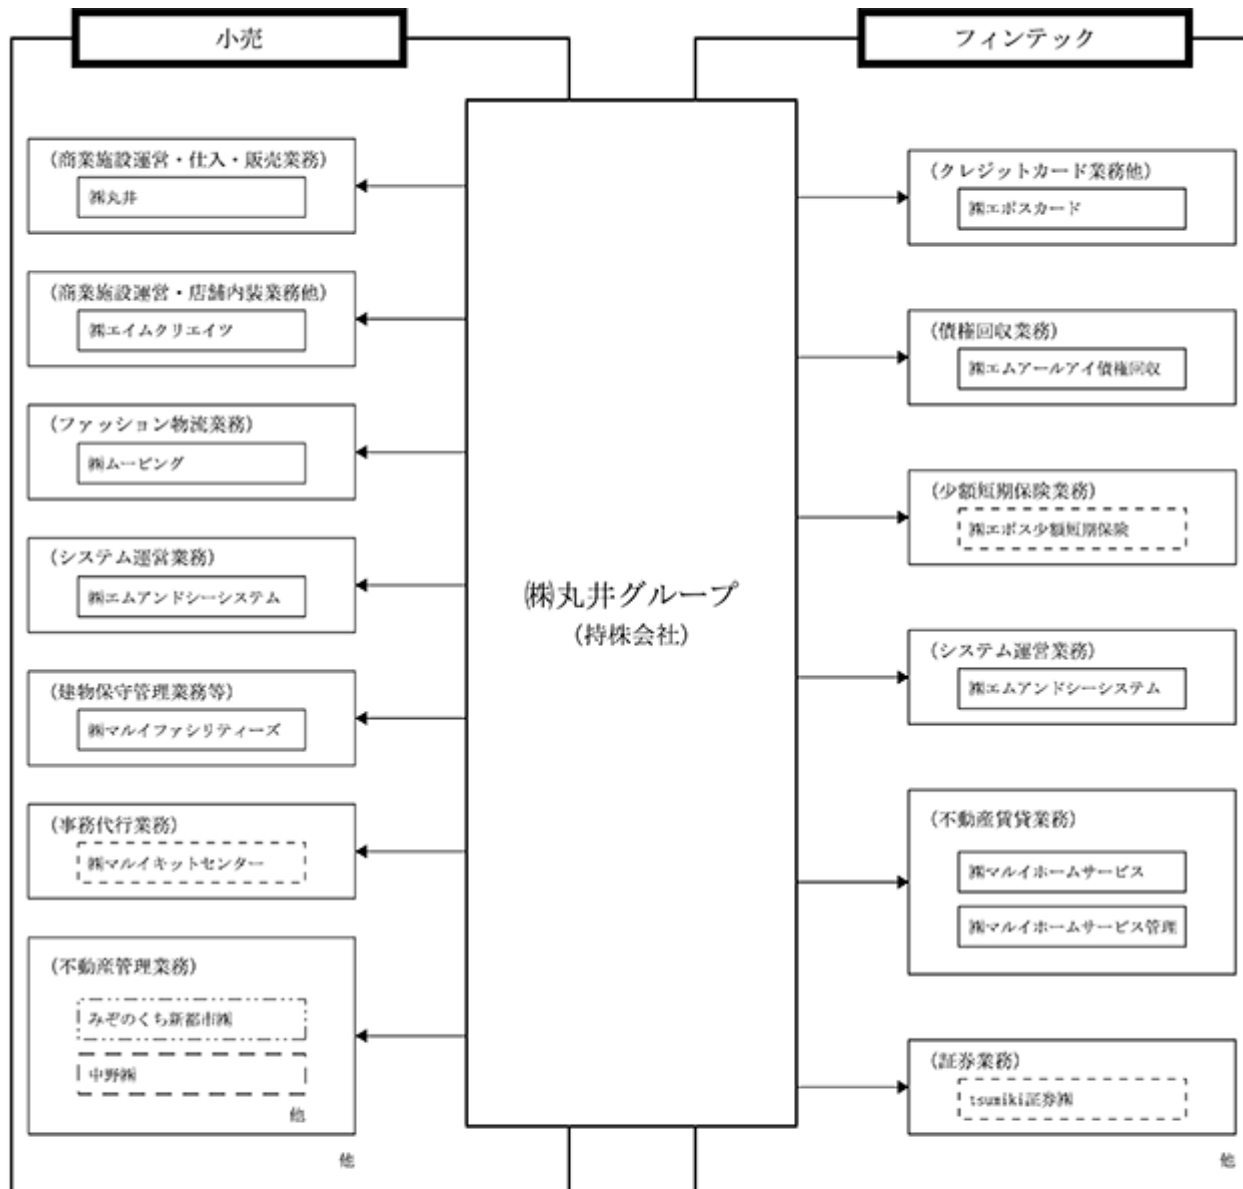 小売
(商業施設運営・仕入・販売業務)
㈱丸井
(商業施設運営・店舗内装業務他)
㈱エイムクリエイツ
(ファッション物流業務)
㈱ムービング
(システム運営業務)
㈱エムアンドシーシステム
(建物保守管理業務等)
㈱マルイファシリティーズ
(事務代行業務)
㈱マルイキットセンター
(不動産管理業務)
みぞのくち新都市㈱
中野㈱
他
他
㈱丸井グループ
(持株会社)
フィンテック
(クレジットカード業務他)
㈱エポスカード
(債権回収業務)
㈱エムアールアイ債権回収
(少額短期保険業務)
㈱エポス少額短期保険
(システム運営業務)
㈱エムアンドシーシステム
(不動産賃貸業務)
㈱マルイホームサービス
㈱マルイホームサービス管理
(証券業務)
tsumiki証券㈱
他